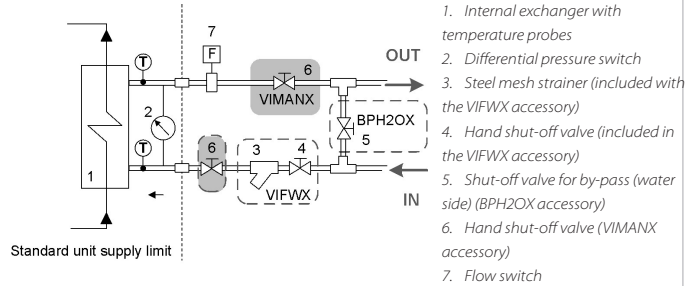 7
F
T
6
VIMANX
OUT
2
BPH2OX
5
T
6
3
4
1
VIFWX
IN
Standard unit supply limit
1. Internal exchanger with
temperature probes
2. Differential pressure switch
3. Steel mesh strainer (included with
the VIFWX accessory)
4. Hand shut-off valve (included in
the VIFWX accessory)
5. Shut-off valve for by-pass (water
side) (BPH2OX accessory)
6. Hand shut-off valve (VIMANX
accessory)
7. Flow switch